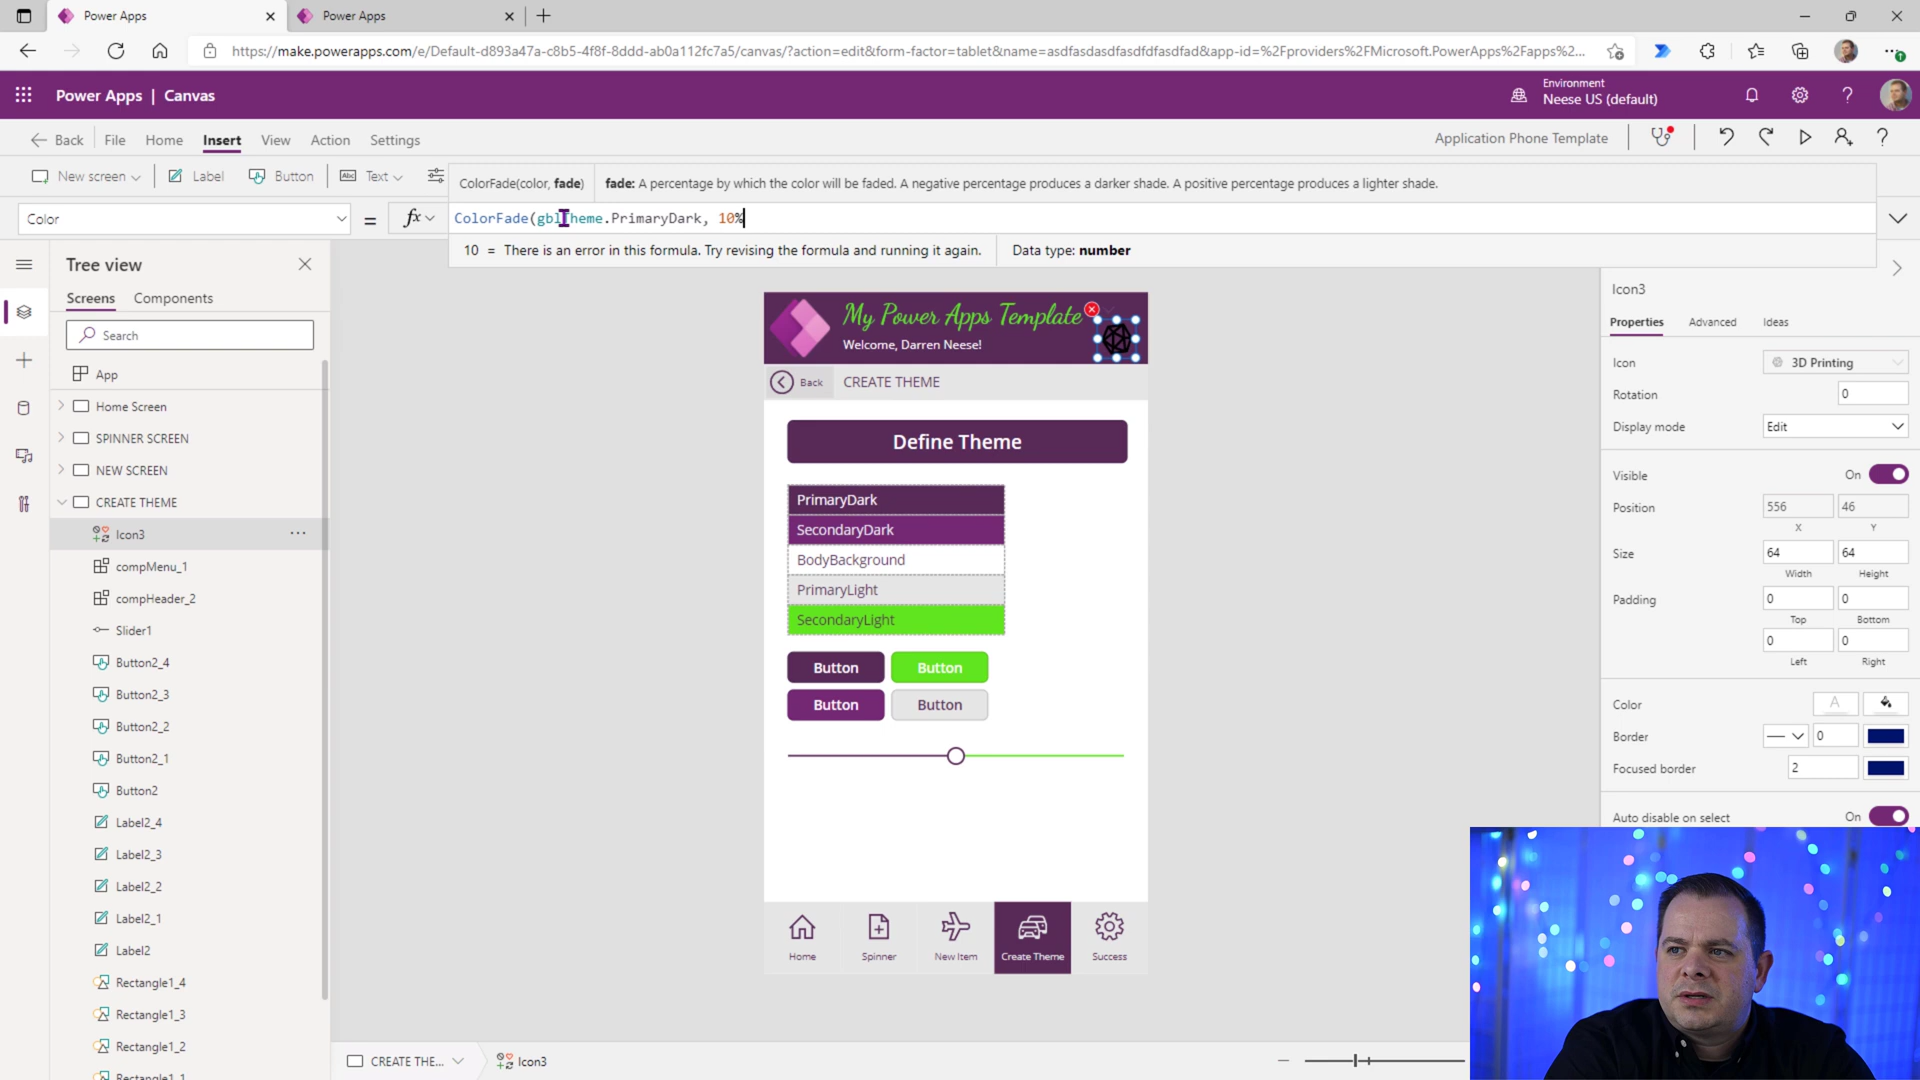 Power Apps
Power Apps
https://make.powerapps.com/e/Default-d893a47a-c8b5-4f8f-8ddd-ab0a112fc7a5/canvas/?action=edit&form-factor=tablet&name=asdfasdasdfasdfdfasdfad&app-id=%2Fproviders%2FMicrosoft.PowerApps%2Fapps%2...
Power Apps | Canvas
Environment
Neese US (default)
Back
File
Home
Insert
View
Action
Settings
Application Phone Template
New screen
Label
Button
Abc Text
ColorFade(color, fade)
fade: A percentage by which the color will be faded. A negative percentage produces a darker shade. A positive percentage produces a lighter shade.
Color
=
fx
ColorFade(gblTheme.PrimaryDark, 10%
10 = There is an error in this formula. Try revising the formula and running it again.
Data type: number
Tree view
Screens
Components
Search
App
Home Screen
SPINNER SCREEN
NEW SCREEN
CREATE THEME
Icon3
compMenu_1
compHeader_2
Slider1
Button2_4
Button2_3
Button2_2
Button2_1
Button2
Label2_4
Label2_3
Label2_2
Label2_1
Label2
Rectangle1_4
Rectangle1_3
Rectangle1_2
Rectangle1_1
My Power Apps Template
Welcome, Darren Neese!
Back
CREATE THEME
Define Theme
PrimaryDark
SecondaryDark
BodyBackground
PrimaryLight
SecondaryLight
Button
Button
Button
Button
Home
Spinner
New Item
Create Theme
Success
CREATE THE...
Icon3
Icon3
Properties
Advanced
Ideas
Icon
3D Printing
Rotation
0
Display mode
Edit
Visible
On
Position
556
46
X
Y
Size
64
64
Width
Height
Padding
0
0
Top
Bottom
0
0
Left
Right
Color
A
Border
0
Focused border
2
Auto disable on select
On